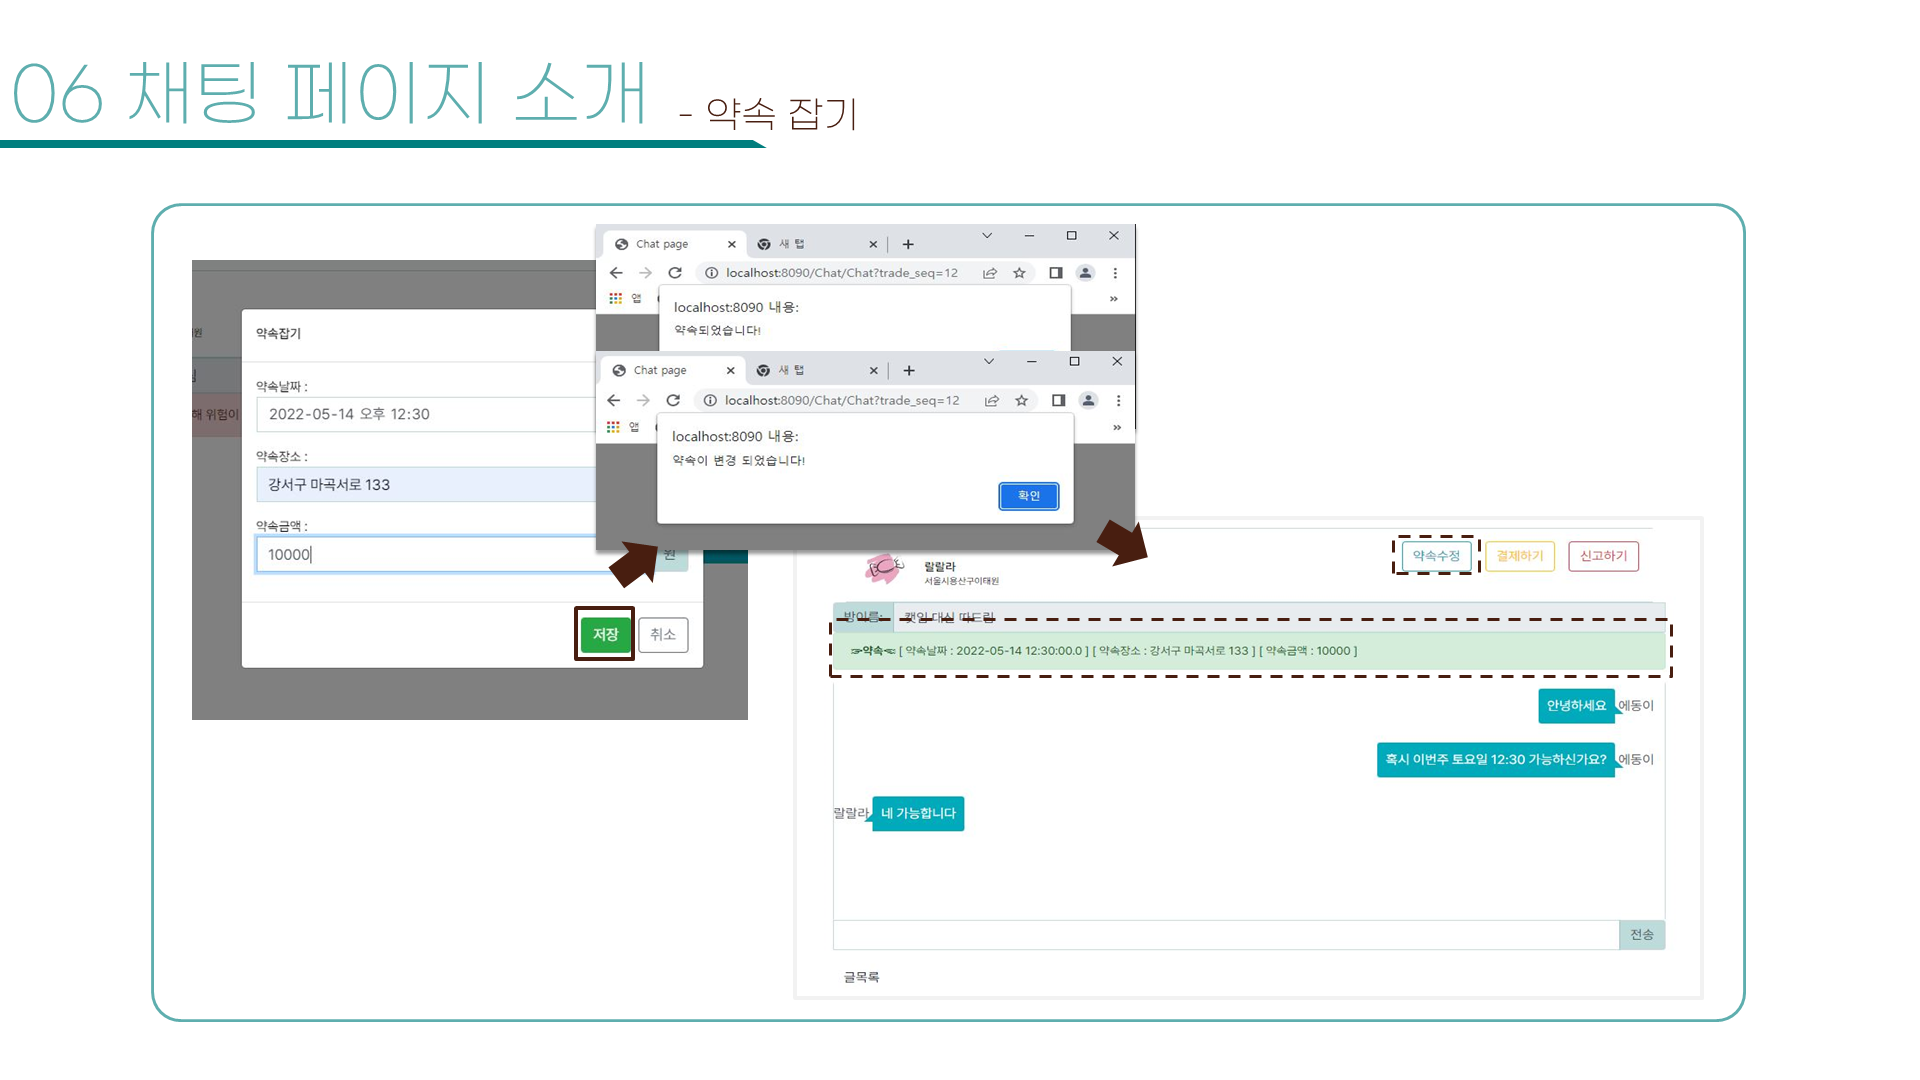 06 채팅 페이지 소개 - 약속 잡기
해 위험이
약속잡기
약속날짜 :
2022-05-14 오후 12:30
약속장소 :
강서구 마곡서로 133
약속금액 :
10000
원
저장
취소
Chat page
새 탭
localhost:8090/Chat/Chat?trade_seq=12
앱
localhost:8090 내용:
약속되었습니다!
Chat page
새 탭
localhost:8090/Chat/Chat?trade_seq=12
앱
localhost:8090 내용:
약속이 변경 되었습니다!
확인
랄랄라
서울시용산구이태원
약속수정
결제하기
신고하기
방이름:
캣잎 대신 따드림
☞약속☜ [ 약속날짜 : 2022-05-14 12:30:00.0 ] [ 약속장소 : 강서구 마곡서로 133 ] [ 약속금액 : 10000 ]
안녕하세요 에동이
혹시 이번주 토요일 12:30 가능하신가요? 에동이
랄랄라 네 가능합니다
전송
글목록